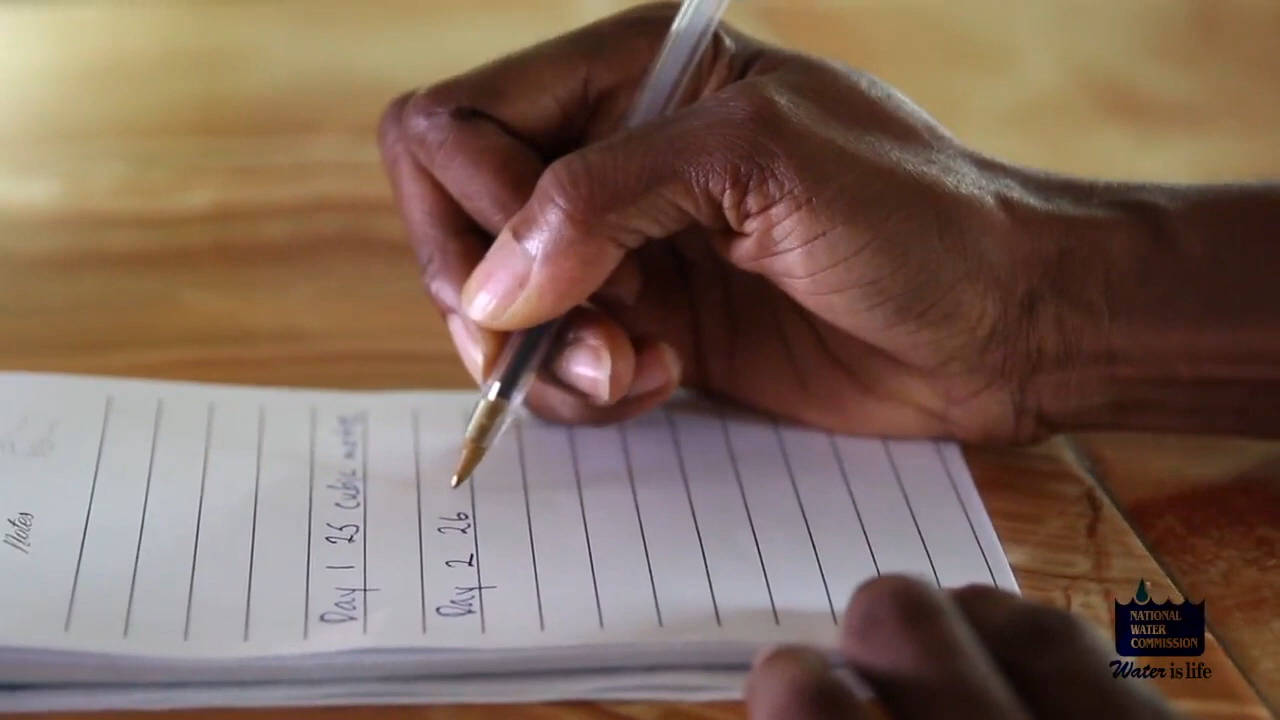 Notes
Day 1 25 cubic metres
Day 2 26
NATIONAL
WATER
COMMISSION
Water is life